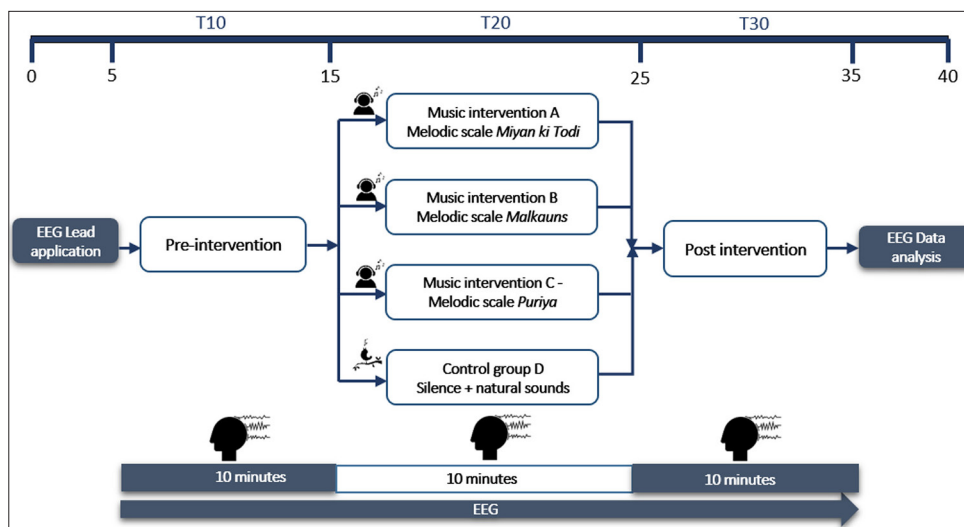 T10
T20
T30
0
5
15
25
35
40
Music intervention A
Melodic scale Miyan ki Todi
Music intervention B
Melodic scale Malkauns
EEG Lead
application
Pre-intervention
Post intervention
EEG Data
analysis
Music intervention C -
Melodic scale Puriya
Control group D
Silence + natural sounds
10 minutes
10 minutes
10 minutes
EEG